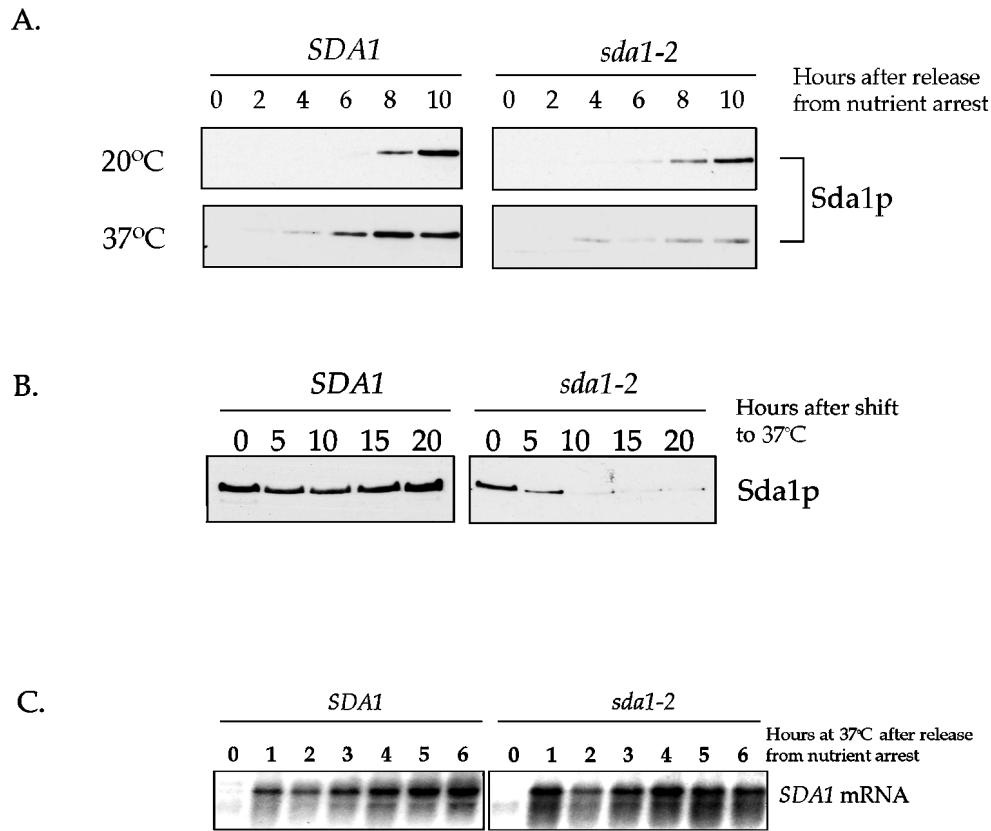 A.
SDA1 sda1-2
0 2 4 6 8 10 0 2 4 6 8 10 Hours after release
from nutrient arrest
20°C
Sda1p
37°C
B.
SDA1 sda1-2
0 5 10 15 20 0 5 10 15 20 Hours after shift
to 37°C
Sda1p
C.
SDA1 sda1-2
0 1 2 3 4 5 6 0 1 2 3 4 5 6 Hours at 37°C after release
from nutrient arrest
SDA1 mRNA